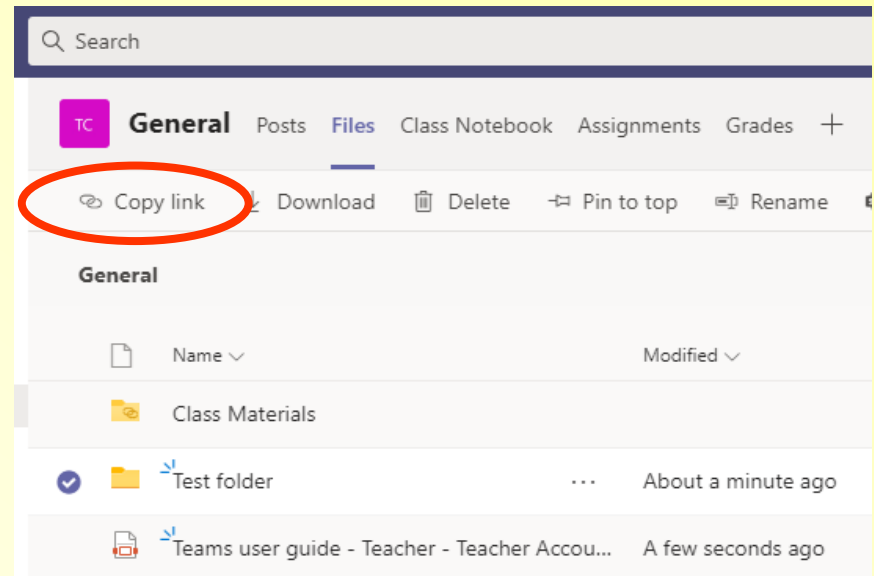 Search
TC General Posts Files Class Notebook Assignments Grades +
Copy link Download Delete Pin to top Rename
General
Name Modified
Class Materials
Test folder ... About a minute ago
Teams user guide - Teacher - Teacher Accou... A few seconds ago